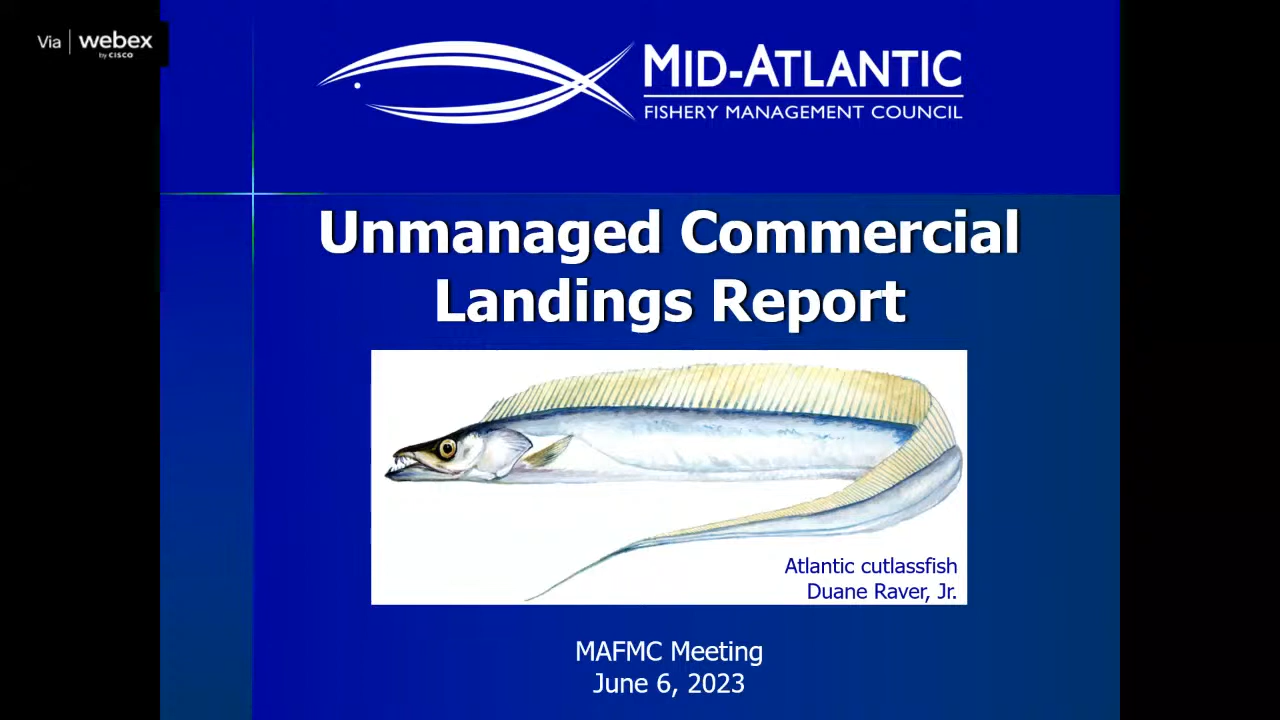 Via webex
by CISCO
MID-ATLANTIC
FISHERY MANAGEMENT COUNCIL
Unmanaged Commercial
Landings Report
Atlantic cutlassfish
Duane Raver, Jr.
MAFMC Meeting
June 6, 2023